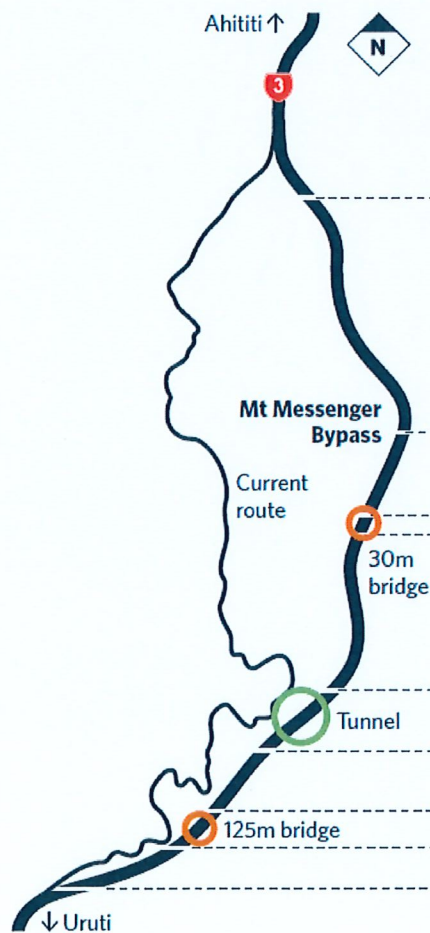 Ahititi ↑
N
3
Mt Messenger
Bypass
Current
route
30m
bridge
Tunnel
125m bridge
↓ Uruti